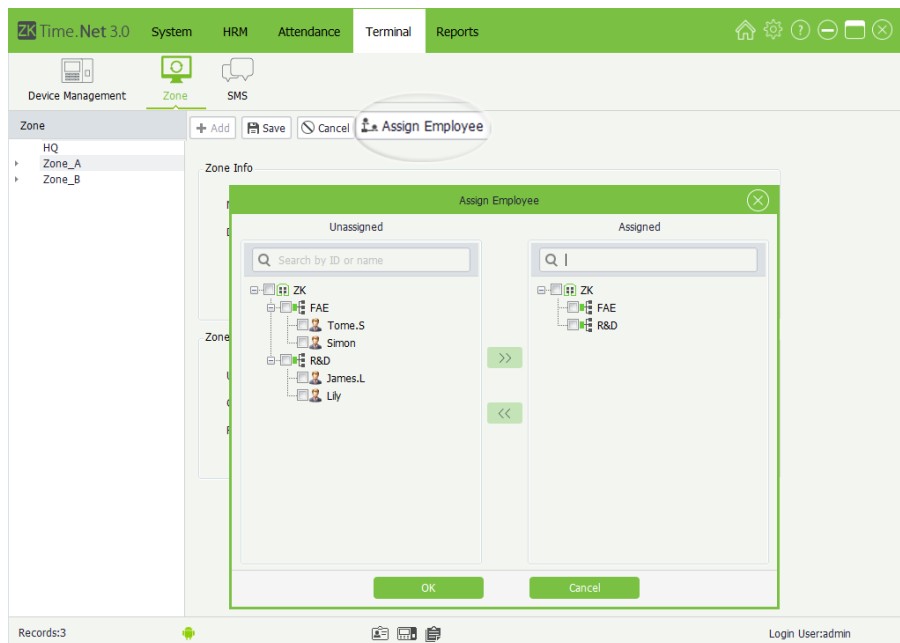 ZK Time.Net 3.0 System HRM Attendance Terminal Reports
Device Management Zone SMS
Zone
Add Save Cancel Assign Employee
HQ
Zone_A
Zone_B
Zone Info
Assign Employee
Unassigned Assigned
Search by ID or name
ZK ZK
FAE FAE
Tome.S R&D
Simon
Zone
R&D
>>
James.L
Lily
<<
OK Cancel
Records:3 Login User:admin